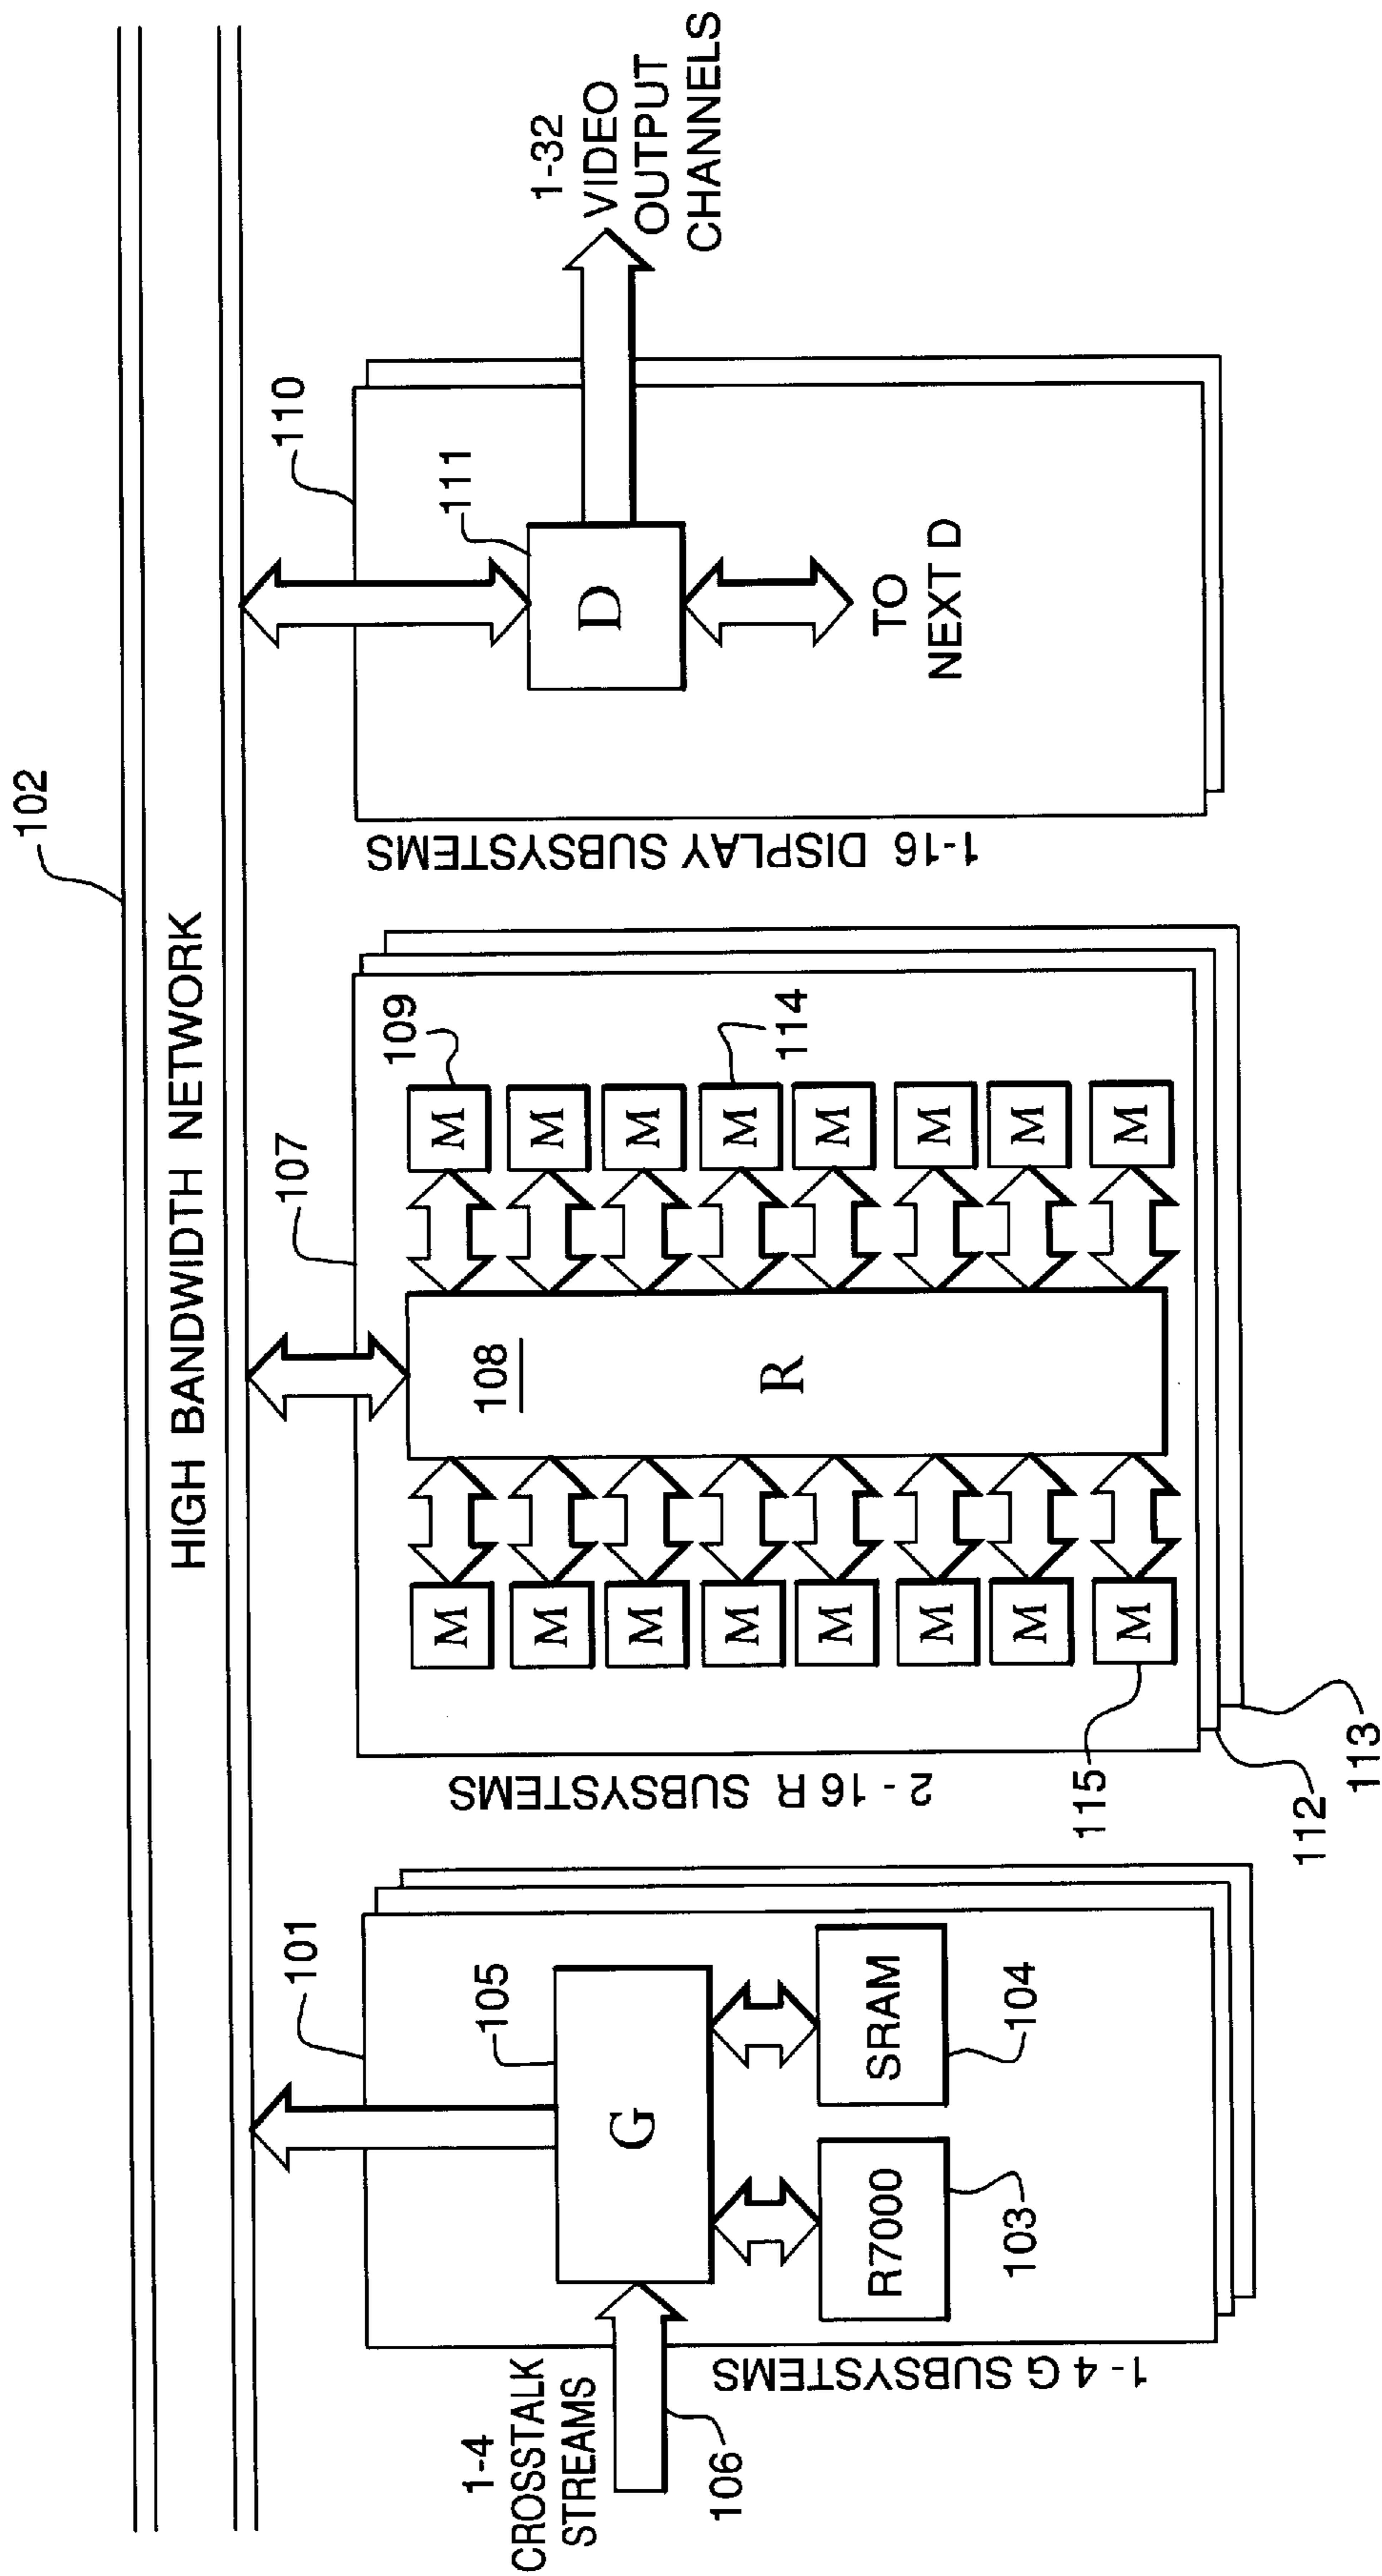 102
HIGH BANDWIDTH NETWORK
101
105
G
R7000
103
SRAM
104
1-4
CROSSTALK
STREAMS
106
1-4 G SUBSYSTEMS
107
108
R
109
M
M
M
M
M
M
M
M
114
M
M
M
M
M
M
M
M
115
112
113
2 - 16 R SUBSYSTEMS
110
111
D
TO
NEXT D
1-16 DISPLAY SUBSYSTEMS
1-32
VIDEO
OUTPUT
CHANNELS